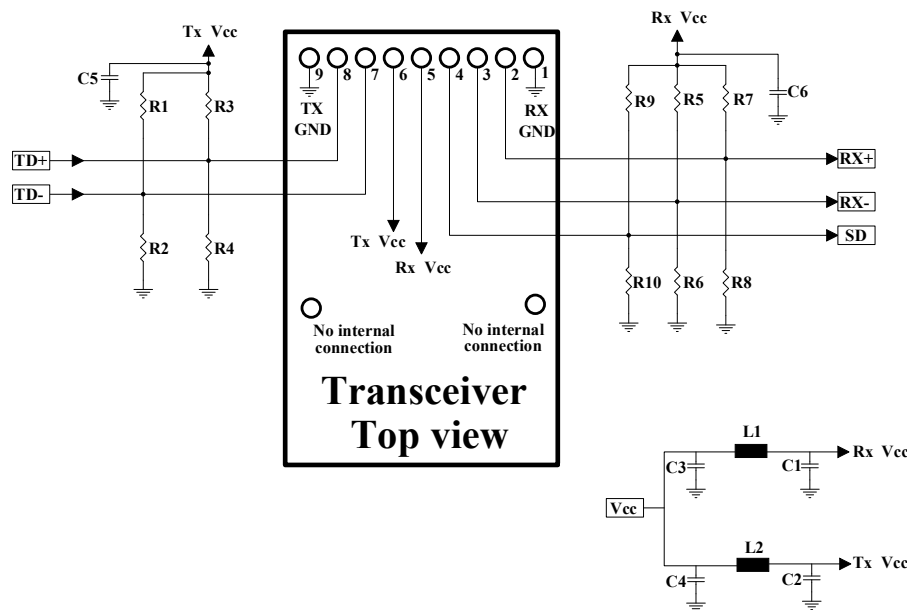 Tx Vcc
Rx Vcc
C5
R1
R3
9
8
7
6
5
4
3
2
1
TX
GND
RX
GND
R9
R5
R7
C6
TD+
TD-
RX+
RX-
SD
R2
R4
Tx Vcc
Rx Vcc
R10
R6
R8
No internal
connection
No internal
connection
Transceiver
Top view
L1
C3
C1
Rx Vcc
Vcc
L2
C4
C2
Tx Vcc